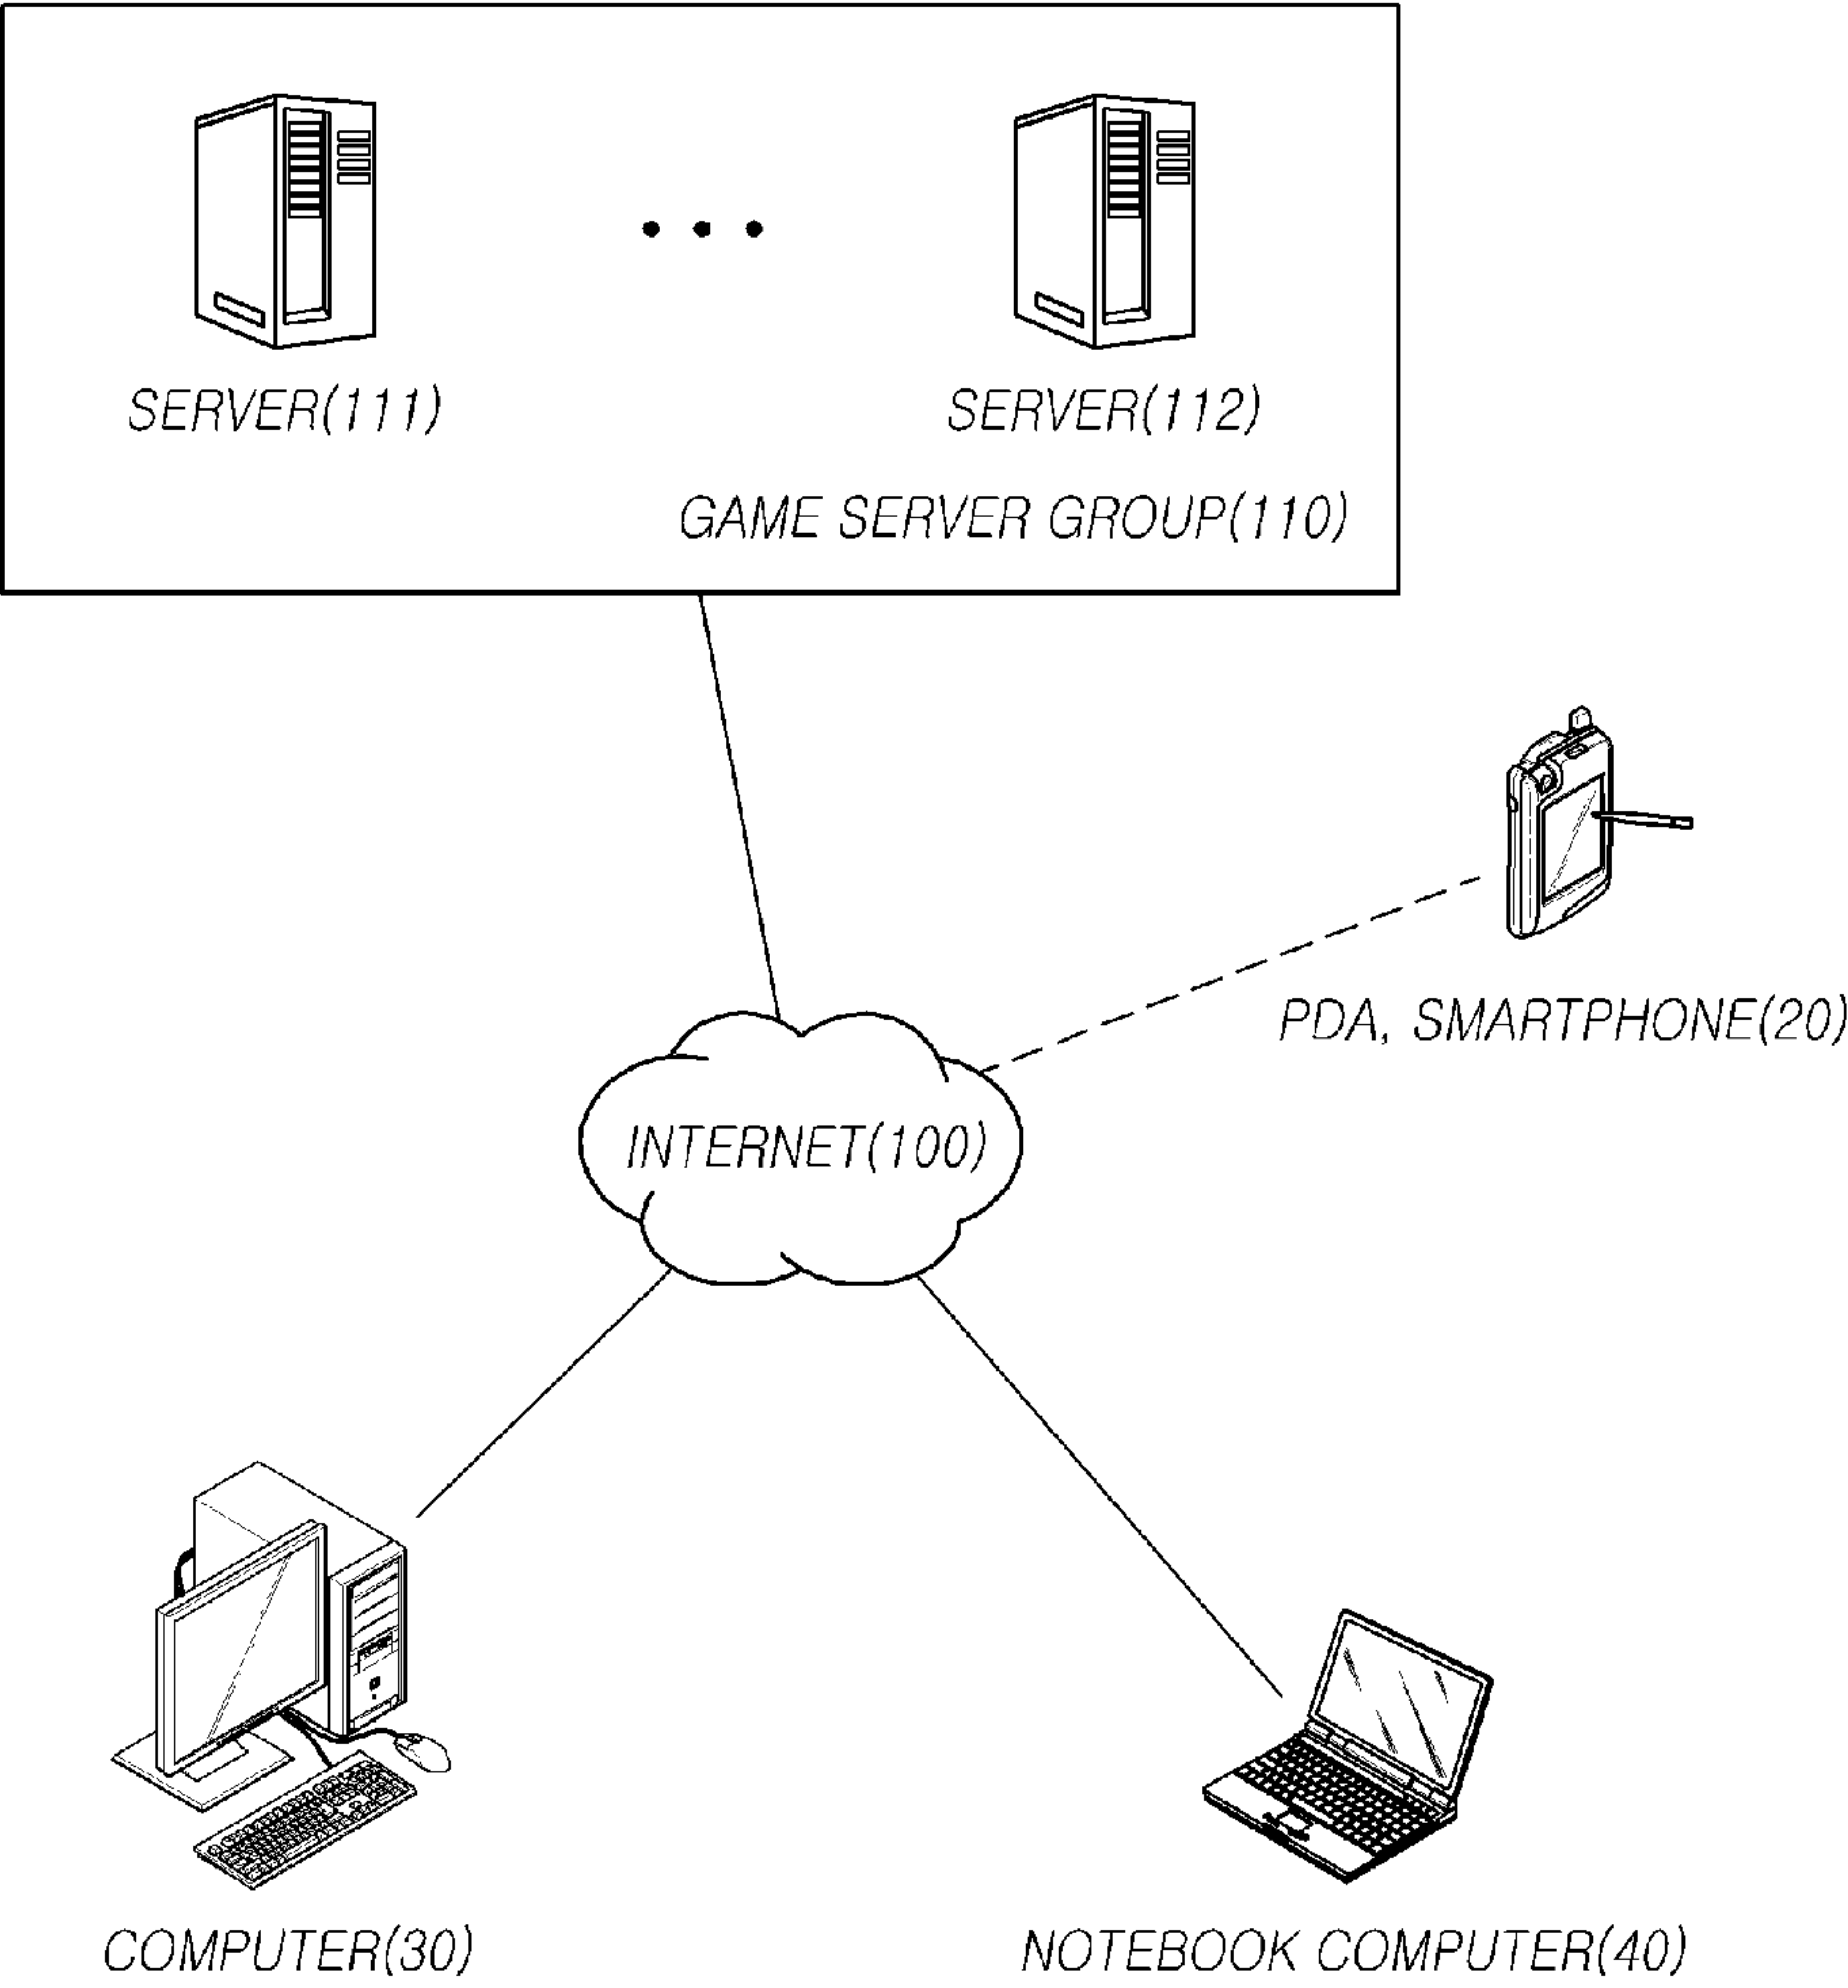 SERVER(111)
SERVER(112)
GAME SERVER GROUP(110)
PDA, SMARTPHONE(20)
INTERNET(100)
COMPUTER(30)
NOTEBOOK COMPUTER(40)